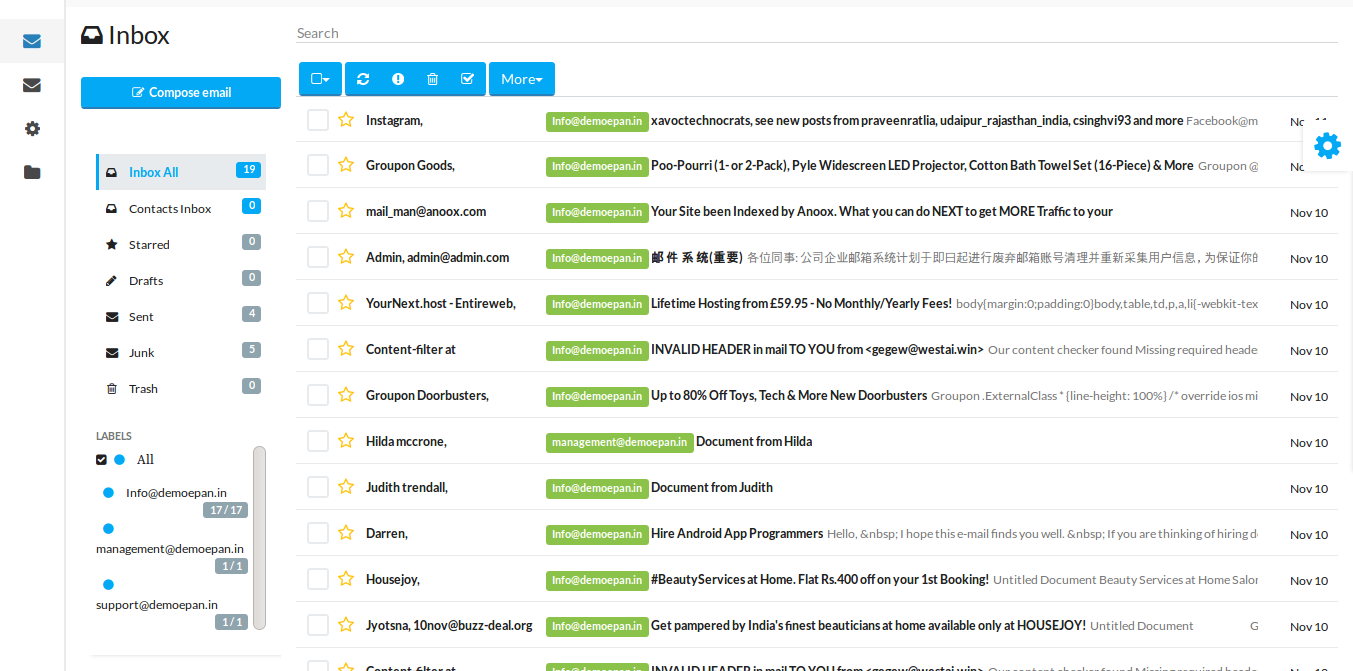 Inbox
Compose email
Inbox All 19
Contacts Inbox 0
Starred 0
Drafts 0
Sent 4
Junk 5
Trash 0
LABELS
All
Info@demoepan.in
17 / 17
management@demoepan.in
1 / 1
support@demoepan.in
1 / 1
Search
More
Instagram, Info@demoepan.in xavoctechnocrats, see new posts from praveenratlia, udaipur_rajasthan_india, csinghvi93 and more Facebook@m
Groupon Goods, Info@demoepan.in Poo-Pourri (1- or 2-Pack), Pyle Widescreen LED Projector, Cotton Bath Towel Set (16-Piece) & More Groupon @
mail_man@anoox.com Info@demoepan.in Your Site been Indexed by Anoox. What you can do NEXT to get MORE Traffic to your Nov 10
Admin, admin@admin.com Info@demoepan.in 邮 件 系 统(重要) 各位同事: 公司企业邮箱系统计划于即日起进行废弃邮箱账号清理并重新采集用户信息，为保证你的 Nov 10
YourNext.host - Entireweb, Info@demoepan.in Lifetime Hosting from £59.95 - No Monthly/Yearly Fees! body{margin:0;padding:0}body,table,td,p,a,li{-webkit-tex Nov 10
Content-filter at Info@demoepan.in INVALID HEADER in mail TO YOU from <gegew@westai.win> Our content checker found Missing required heade Nov 10
Groupon Doorbusters, Info@demoepan.in Up to 80% Off Toys, Tech & More New Doorbusters Groupon .ExternalClass * {line-height: 100%} /* override ios mi Nov 10
Hilda mccrone, management@demoepan.in Document from Hilda Nov 10
Judith trendall, Info@demoepan.in Document from Judith Nov 10
Darren, Info@demoepan.in Hire Android App Programmers Hello, &nbsp; I hope this e-mail finds you well. &nbsp; If you are thinking of hiring d Nov 10
Housejoy, Info@demoepan.in #BeautyServices at Home. Flat Rs.400 off on your 1st Booking! Untitled Document Beauty Services at Home Salon Nov 10
Jyotsna, 10nov@buzz-deal.org Info@demoepan.in Get pampered by India's finest beauticians at home available only at HOUSEJOY! Untitled Document G Nov 10
Content-filter at Info@demoepan.in INVALID HEADER in mail TO YOU from <gegew@westai.win>